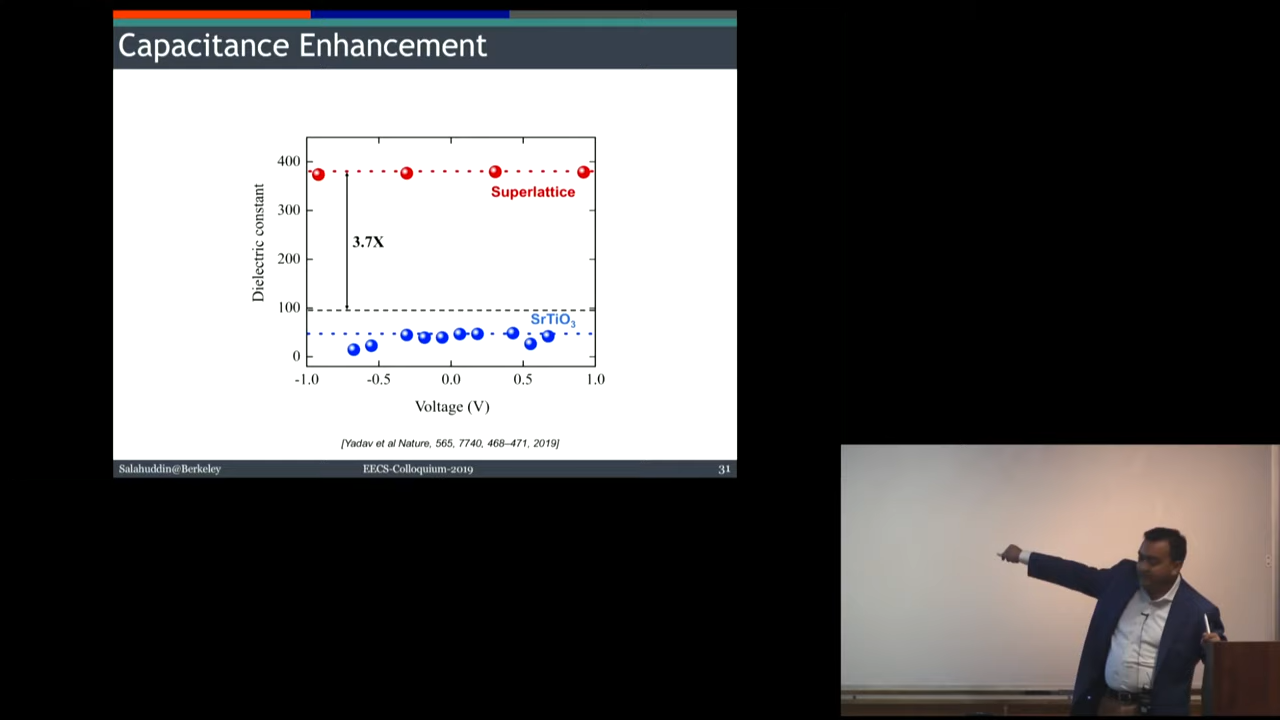 Capacitance Enhancement
400
300
200
100
0
Dielectric constant
Superlattice
3.7X
SrTiO₃
-1.0 -0.5 0.0 0.5 1.0
Voltage (V)
[Yadav et al Nature, 565, 7740, 468–471, 2019]
Salahuddin@Berkeley EECS-Colloquium-2019 31